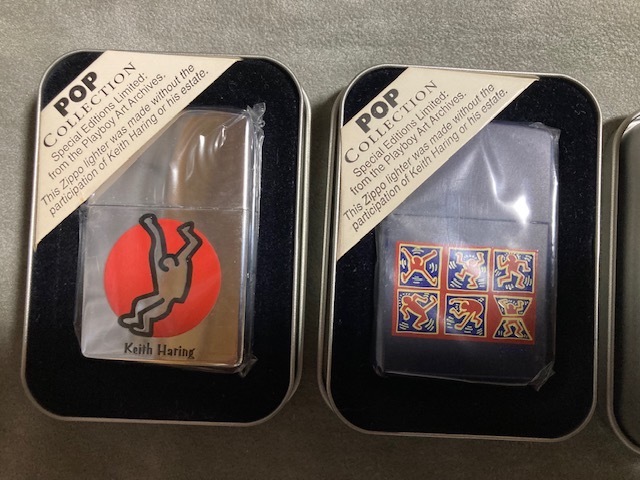 POP
COLLECTION
Special Editions Limited:
from the Playboy Art Archives.
This Zippo lighter was made without the
participation of Keith Haring or his estate.
Keith Haring
POP
COLLECTION
Special Editions Limited:
from the Playboy Art Archives.
This Zippo lighter was made without the
participation of Keith Haring or his estate.